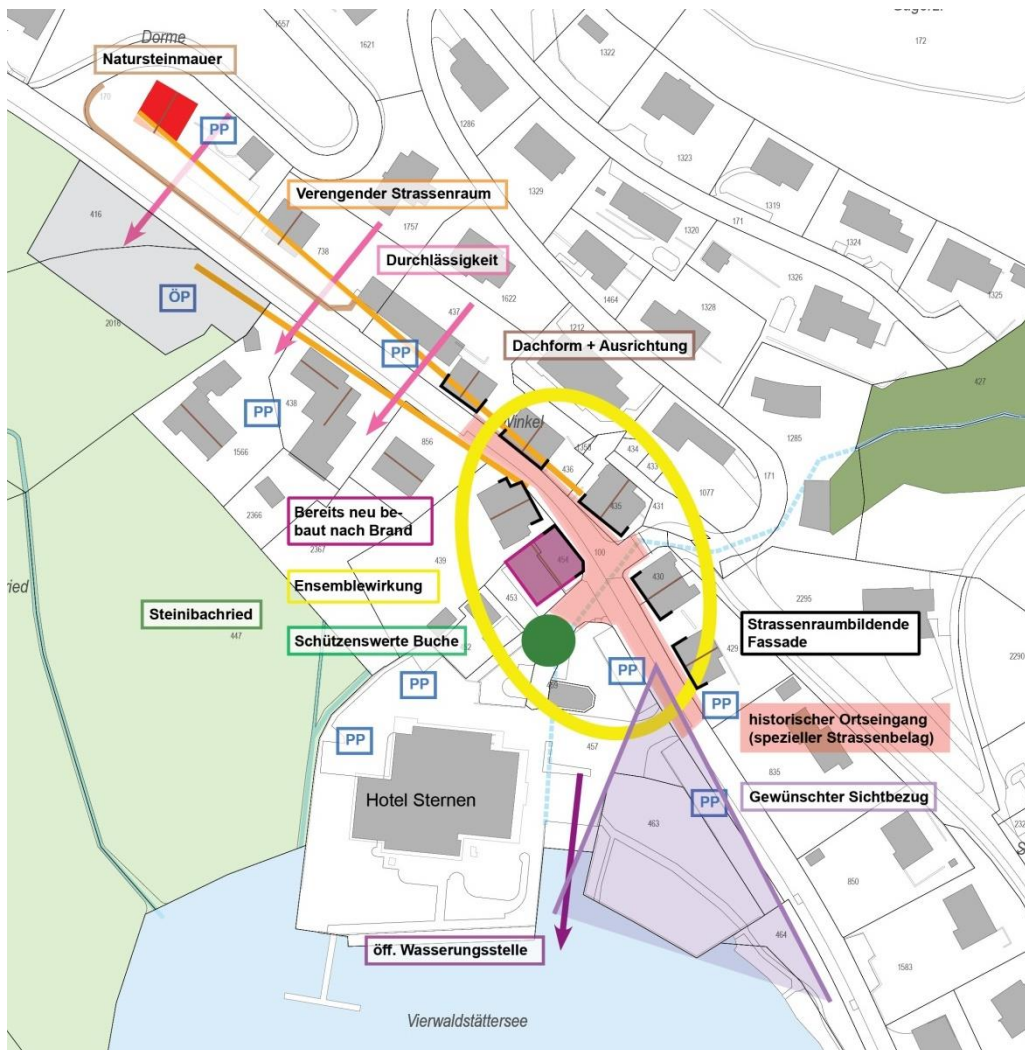 Dorme
1557
1621
1322
172
Natursteinmauer
170
PP
1286
1323
1329
1319
171
1320
1324
416
Verengender Strassenraum
738
1757
Durchlässigkeit
1326
1325
ÖP
2016
437
1622
1464
1328
1212
PP
Dachform + Ausrichtung
427
438
PP
1566
856
Winkel
436
1358
434
433
171
1285
2366
Bereits neu be-
baut nach Brand
435
431
1077
2367
439
454
100
Ensemblewirkung
453
430
2295
Steinibachried
447
Schützenswerte Buche
Strassenraumbildende
Fassade
429
2290
PP
PP
PP
PP
457
historischer Ortseingang
(spezieller Strassenbelag)
835
Hotel Sternen
PP
463
Gewünschter Sichtbezug
850
öff. Wasserungsstelle
464
1583
Vierwaldstättersee